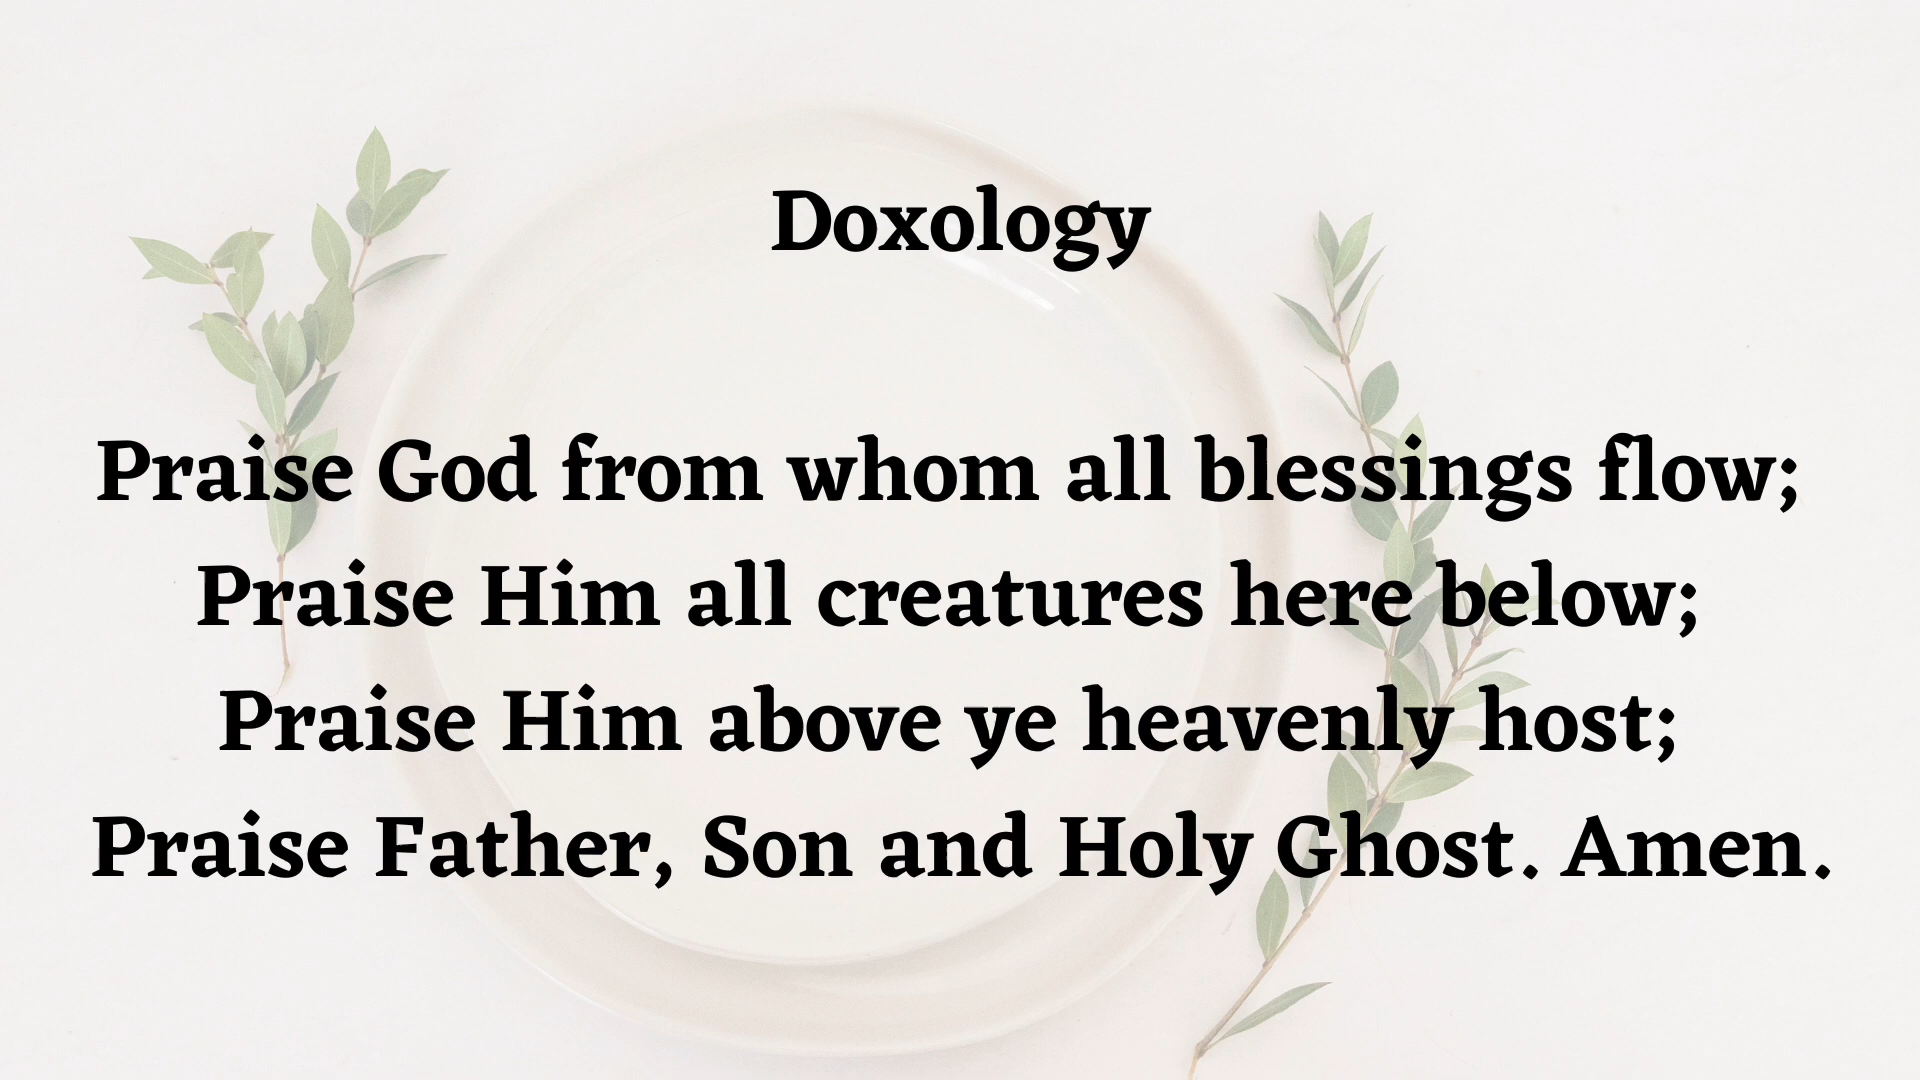 Doxology
Praise God from whom all blessings flow;
Praise Him all creatures here below;
Praise Him above ye heavenly host;
Praise Father, Son and Holy Ghost. Amen.